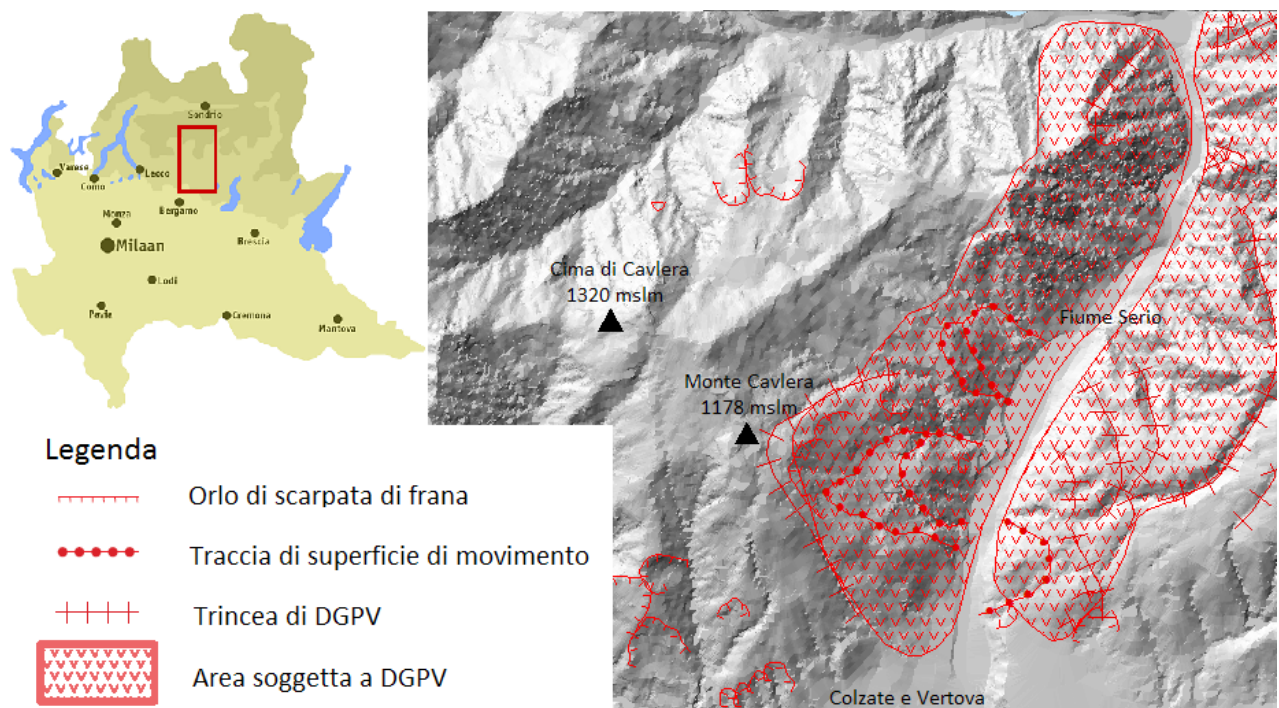 Sondrio
Varese
Como
Lecco
Bergamo
Monza
Milaan
Brescia
Lodi
Pavia
Cremona
Mantova
Cima di Cavlera
1320 mslm
Fiume Serio
Monte Cavlera
1178 mslm
Colzate e Vertova
Legenda
Orlo di scarpata di frana
Traccia di superficie di movimento
Trincea di DGPV
Area soggetta a DGPV